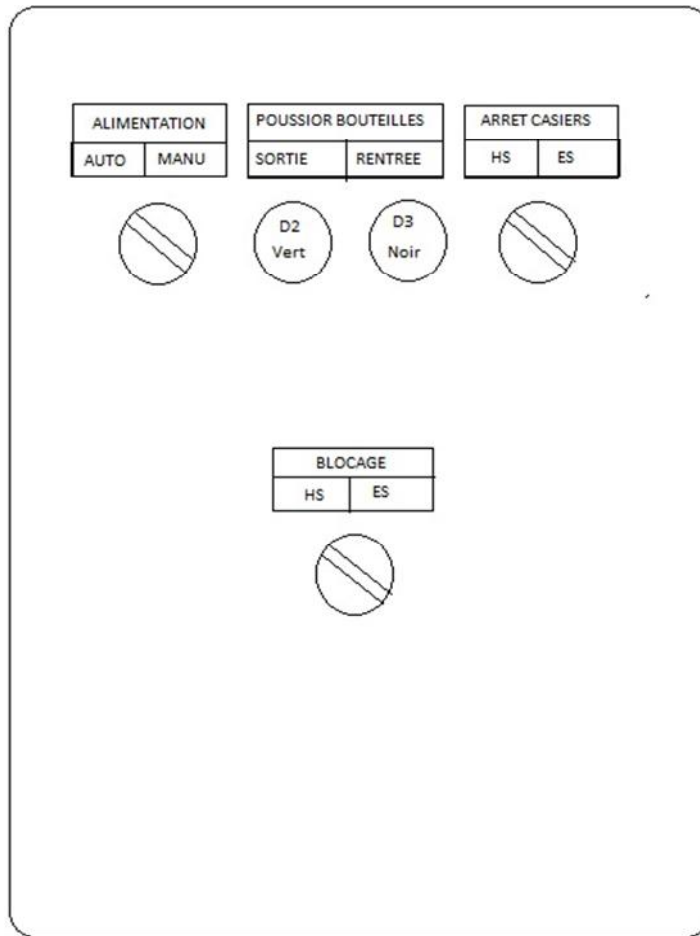 ALIMENTATION
AUTO MANU
POUSSIOR BOUTEILLES
SORTIE RENTREE
ARRET CASIERS
HS ES
D2
Vert
D3
Noir
BLOCAGE
HS ES